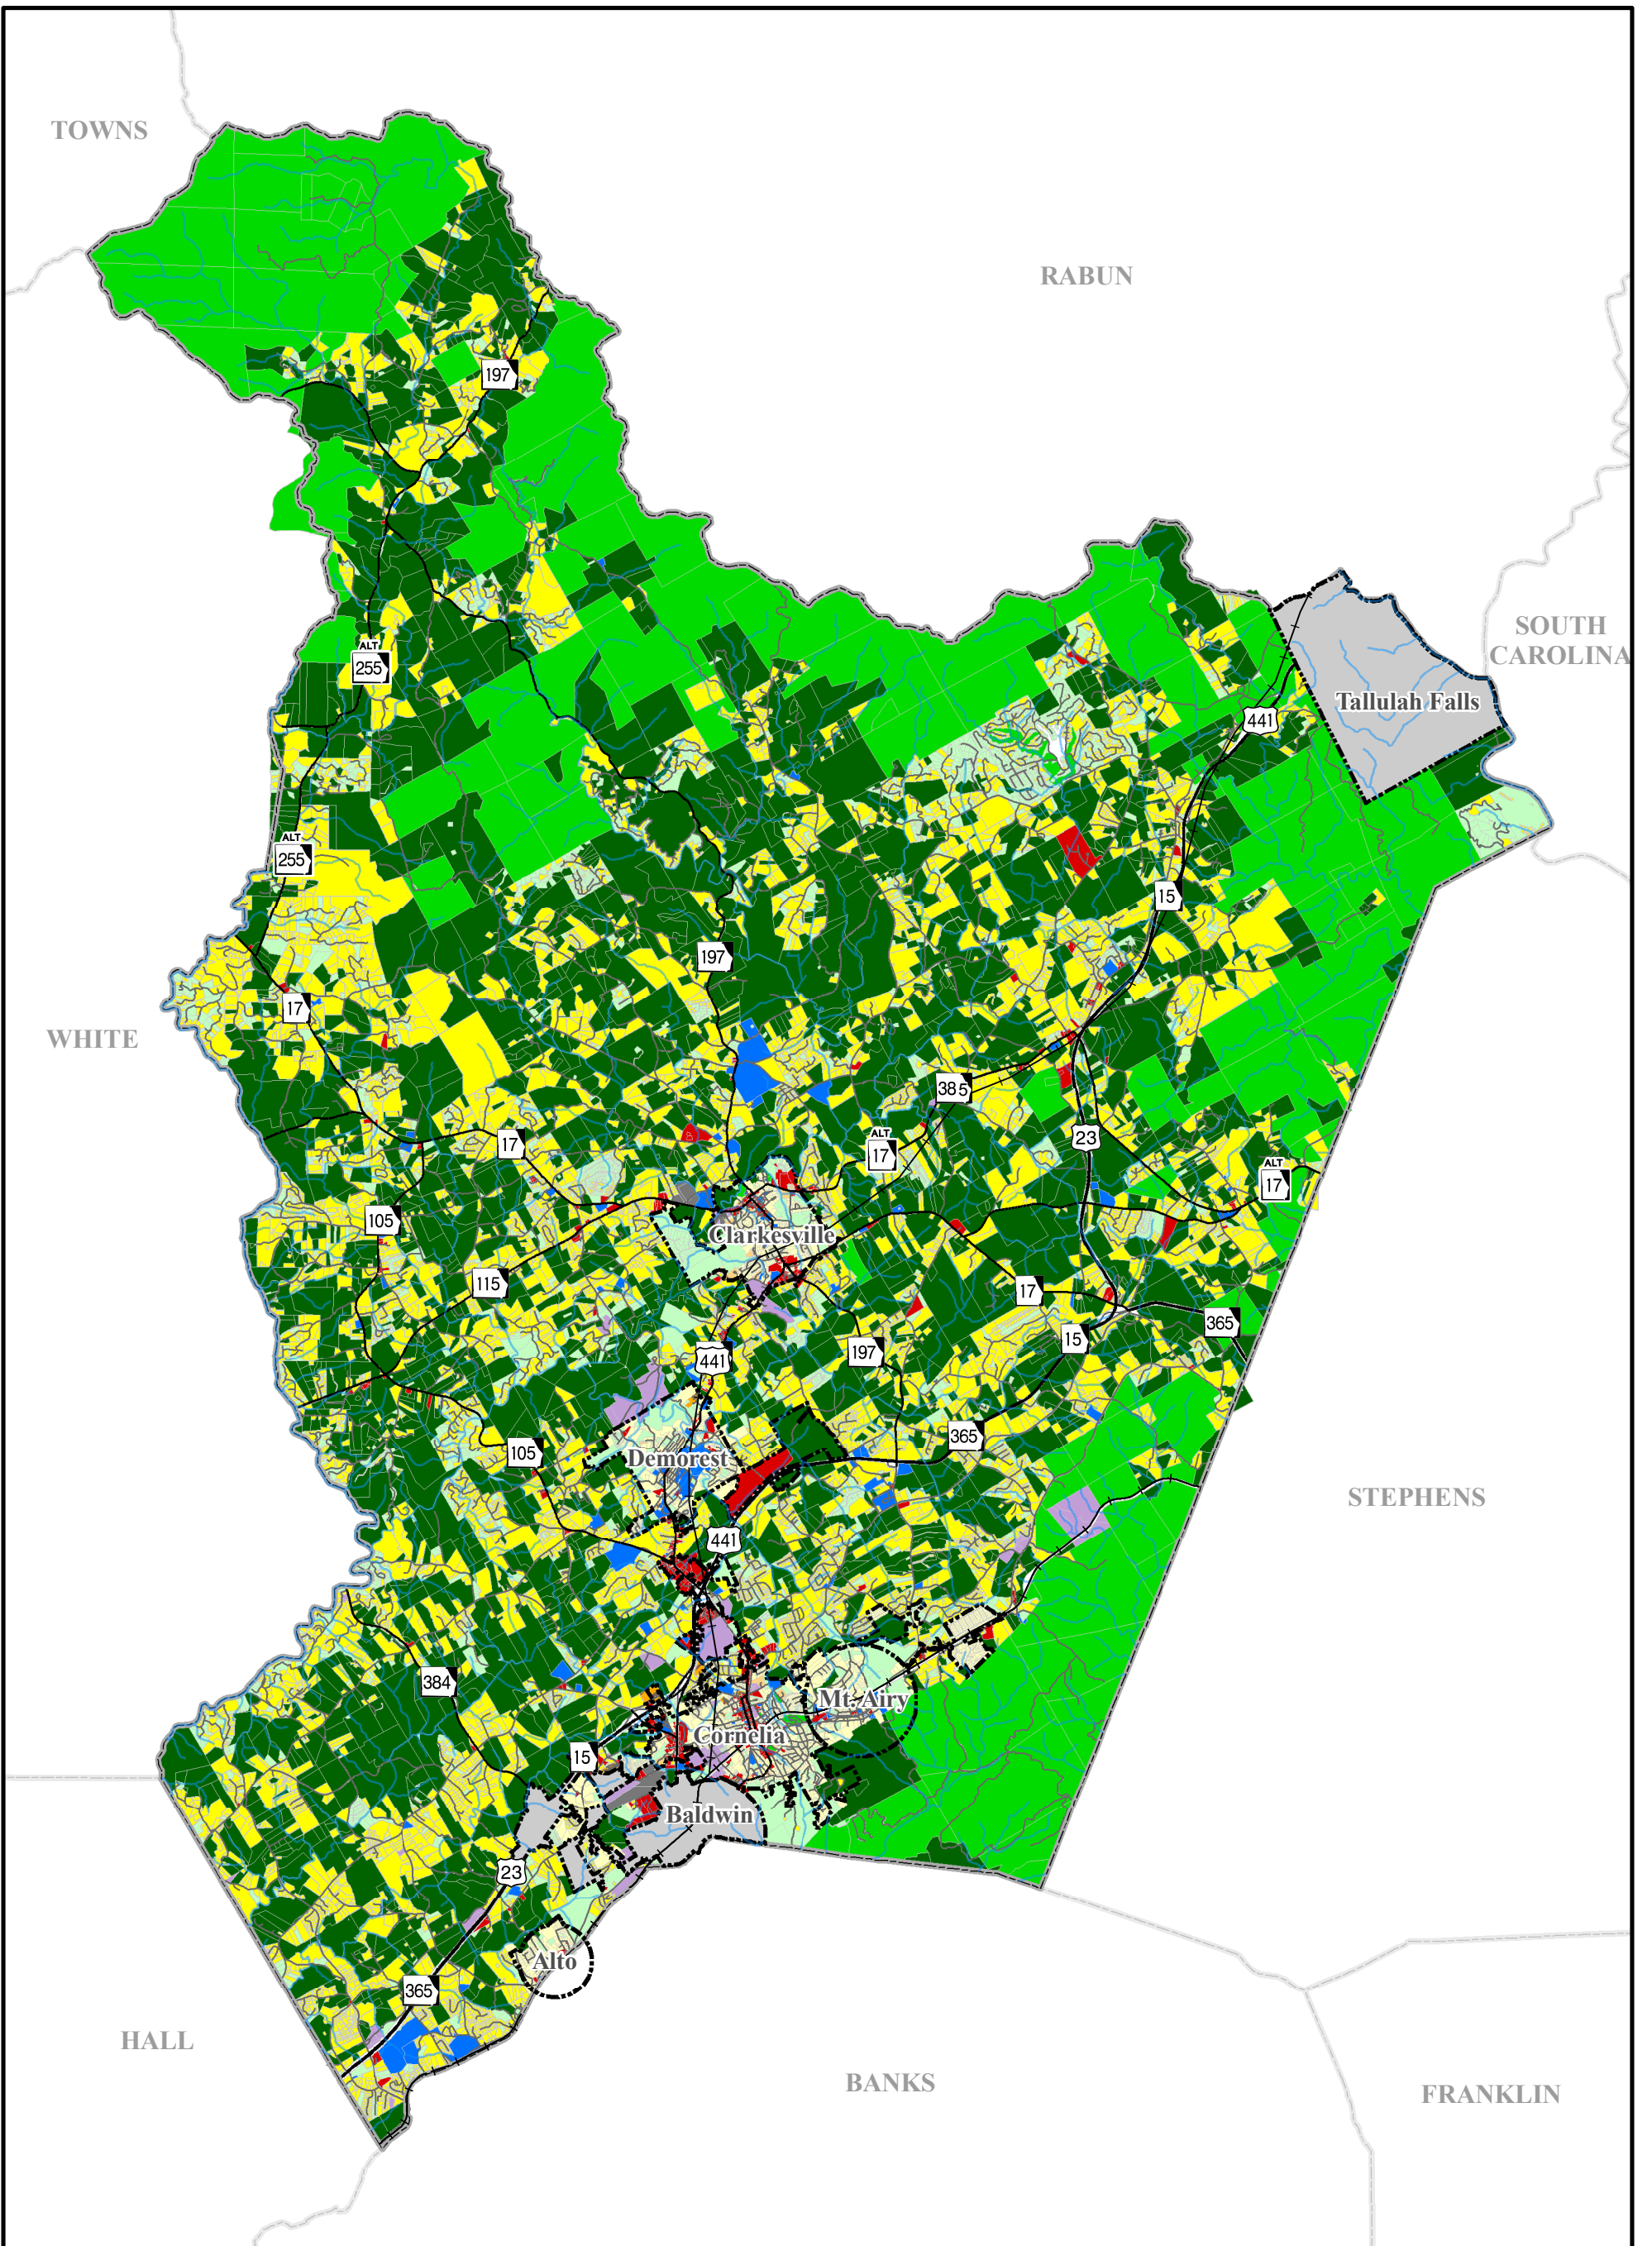 TOWNS
RABUN
197
SOUTH
CAROLINA
ALT
255
Tallulah Falls
441
ALT
255
15
197
17
WHITE
385
23
17
ALT
17
ALT
17
105
Clarkesville
115
17
365
15
197
441
365
105
Demorest
STEPHENS
441
384
Mt. Airy
Cornelia
15
Baldwin
23
Alto
365
HALL
BANKS
FRANKLIN